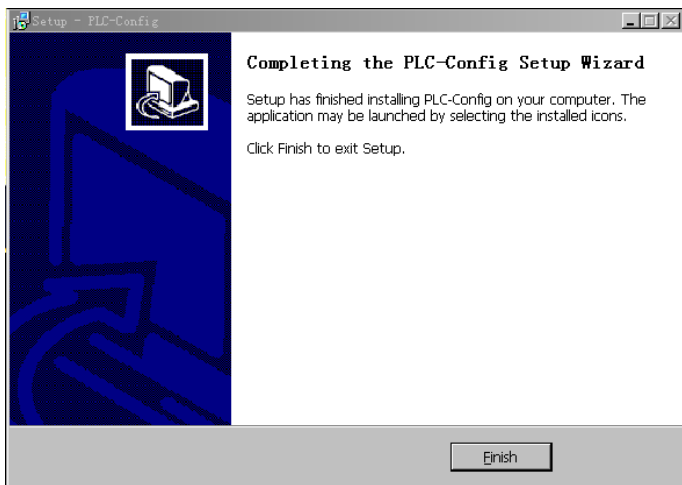 Setup - PLC-Config
Completing the PLC-Config Setup Wizard
Setup has finished installing PLC-Config on your computer. The
application may be launched by selecting the installed icons.
Click Finish to exit Setup.
Finish